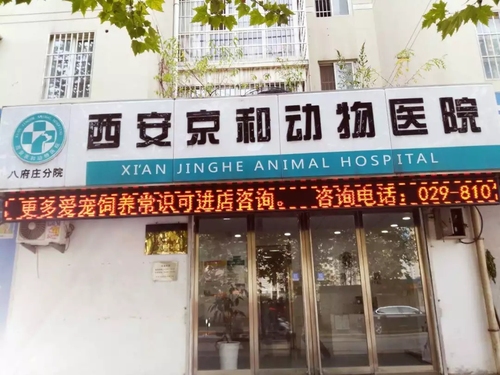 西安京和动物医院
八府庄分院
XI'AN JINGHE ANIMAL HOSPITAL
更多爱宠饲养常识可进店咨询。 咨询电话：029-810